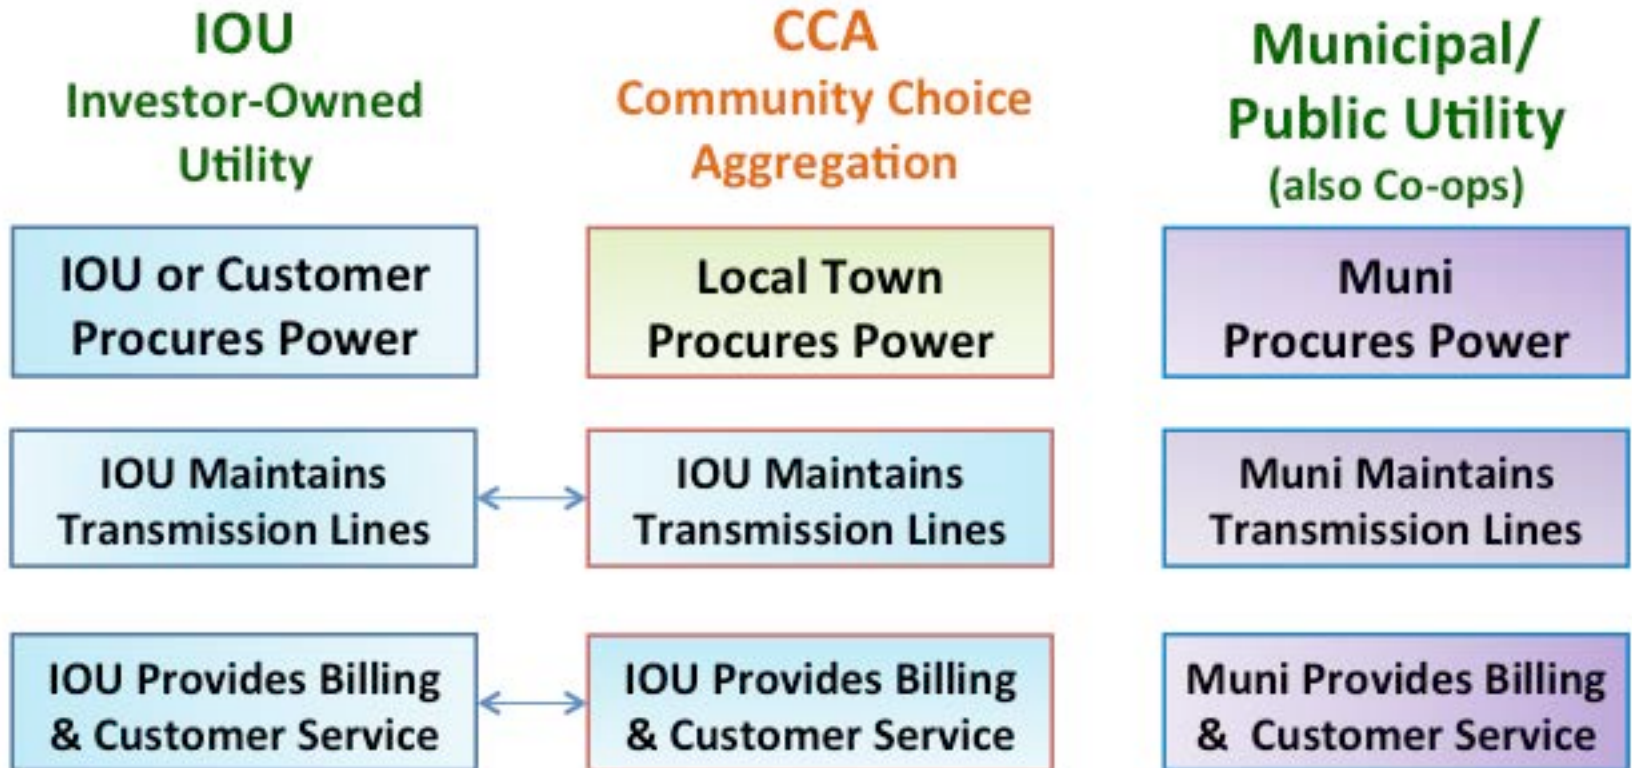 IOU
Investor-Owned
Utility
CCA
Community Choice
Aggregation
Municipal/
Public Utility
(also Co-ops)
IOU or Customer
Procures Power
Local Town
Procures Power
Muni
Procures Power
IOU Maintains
Transmission Lines
IOU Maintains
Transmission Lines
Muni Maintains
Transmission Lines
IOU Provides Billing
& Customer Service
IOU Provides Billing
& Customer Service
Muni Provides Billing
& Customer Service